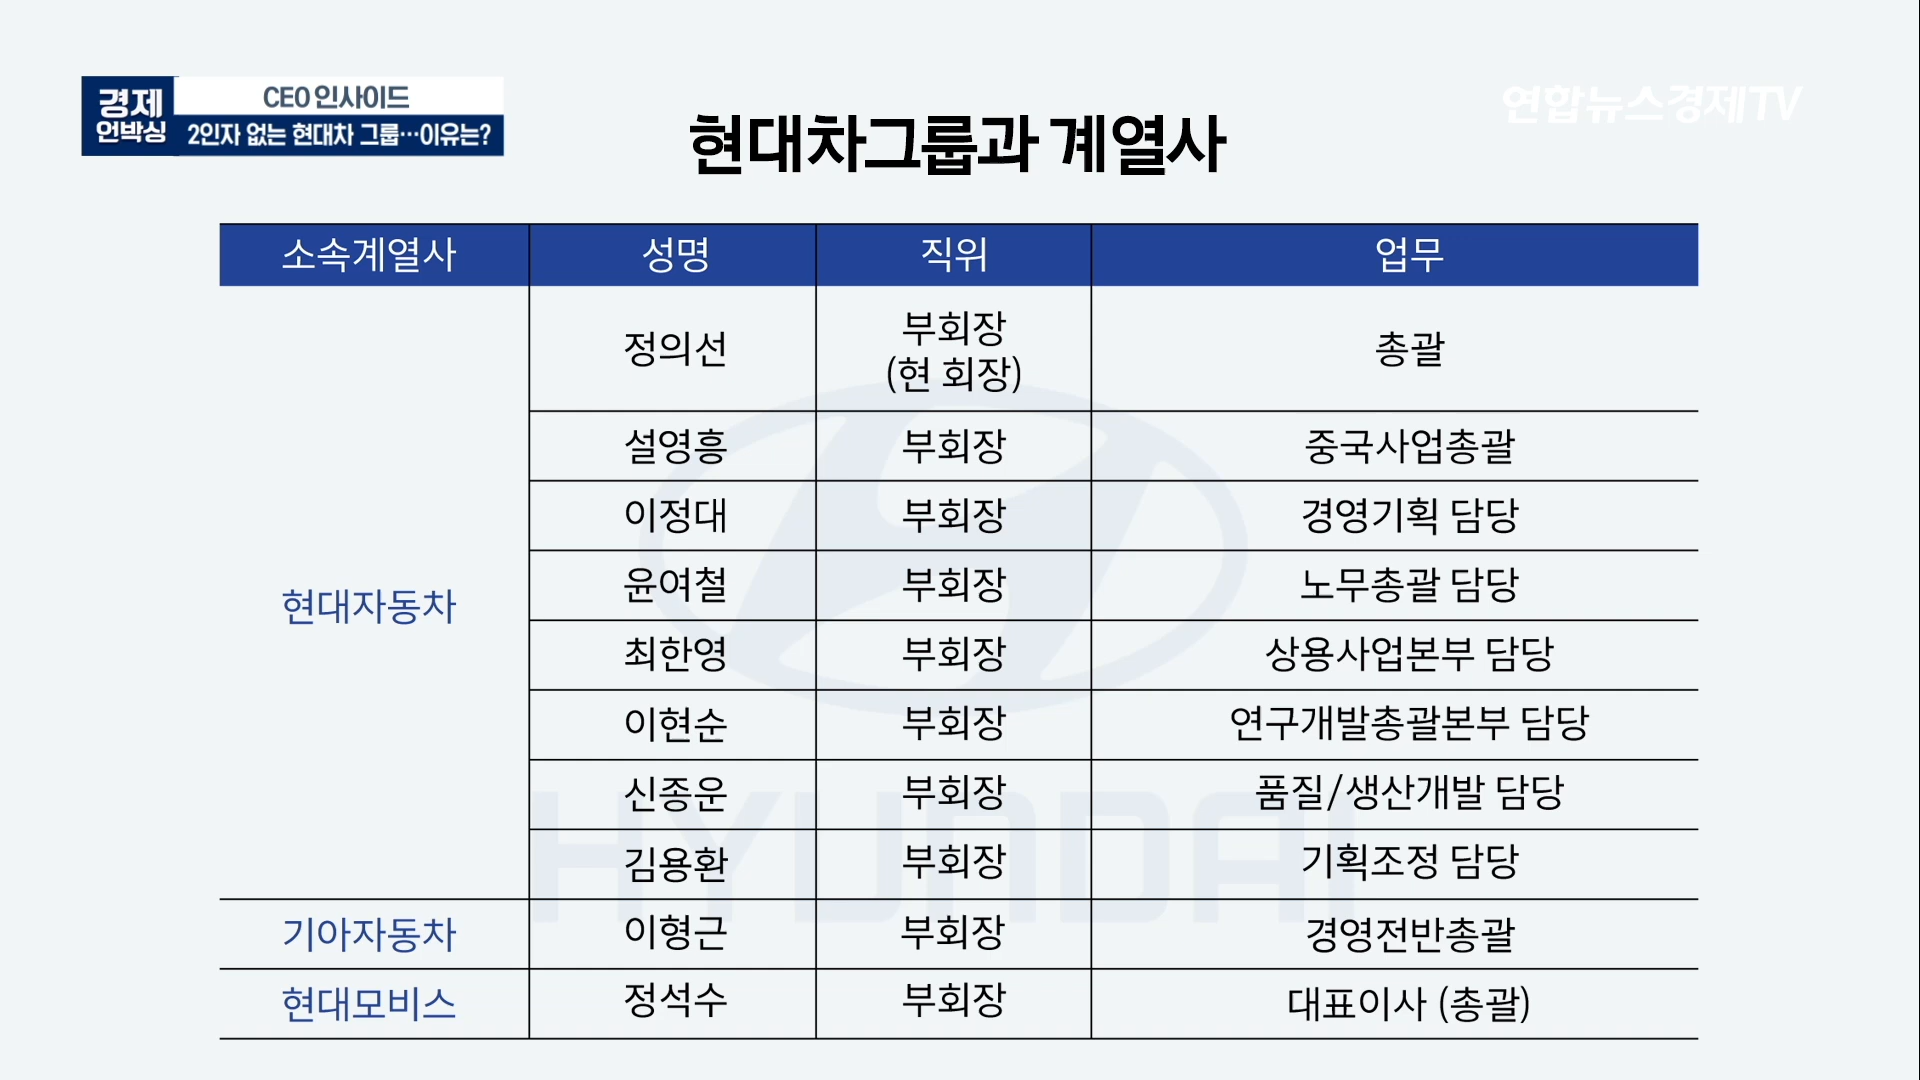 경제
언박싱
CEO 인사이드
2인자 없는 현대차 그룹…이유는?
연합뉴스경제TV
현대차그룹과 계열사
소속계열사 성명 직위 업무
현대자동차
정의선 부회장 (현 회장) 총괄
설영흥 부회장 중국사업총괄
이정대 부회장 경영기획 담당
윤여철 부회장 노무총괄 담당
최한영 부회장 상용사업본부 담당
이현순 부회장 연구개발총괄본부 담당
신종운 부회장 품질/생산개발 담당
김용환 부회장 기획조정 담당
기아자동차 이형근 부회장 경영전반총괄
현대모비스 정석수 부회장 대표이사 (총괄)
HYUNDAI